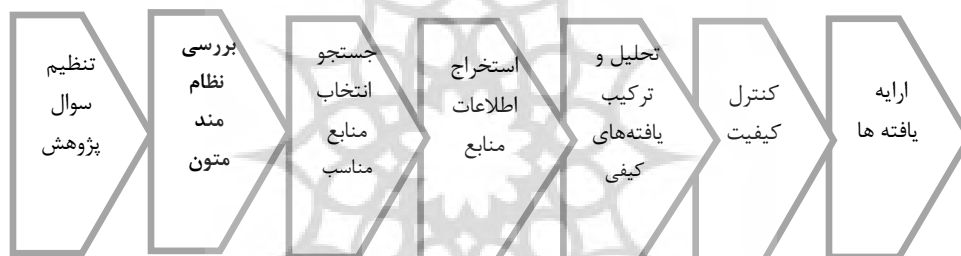 تنظیم
سوال
پژوهش
بررسی
نظام
مند
متون
جستجو
انتخاب
منابع
مناسب
استخراج
اطلاعات
منابع
تحلیل و
ترکیب
یافته‌های
کیفی
کنترل
کیفیت
ارایه
یافته ها